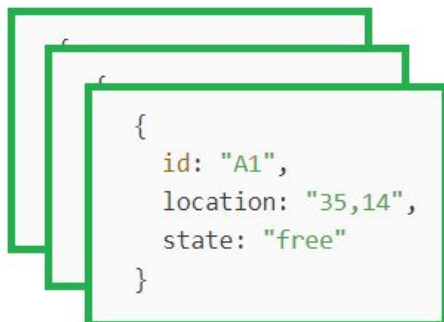 {
{
{
id: "A1",
location: "35,14",
state: "free"
}